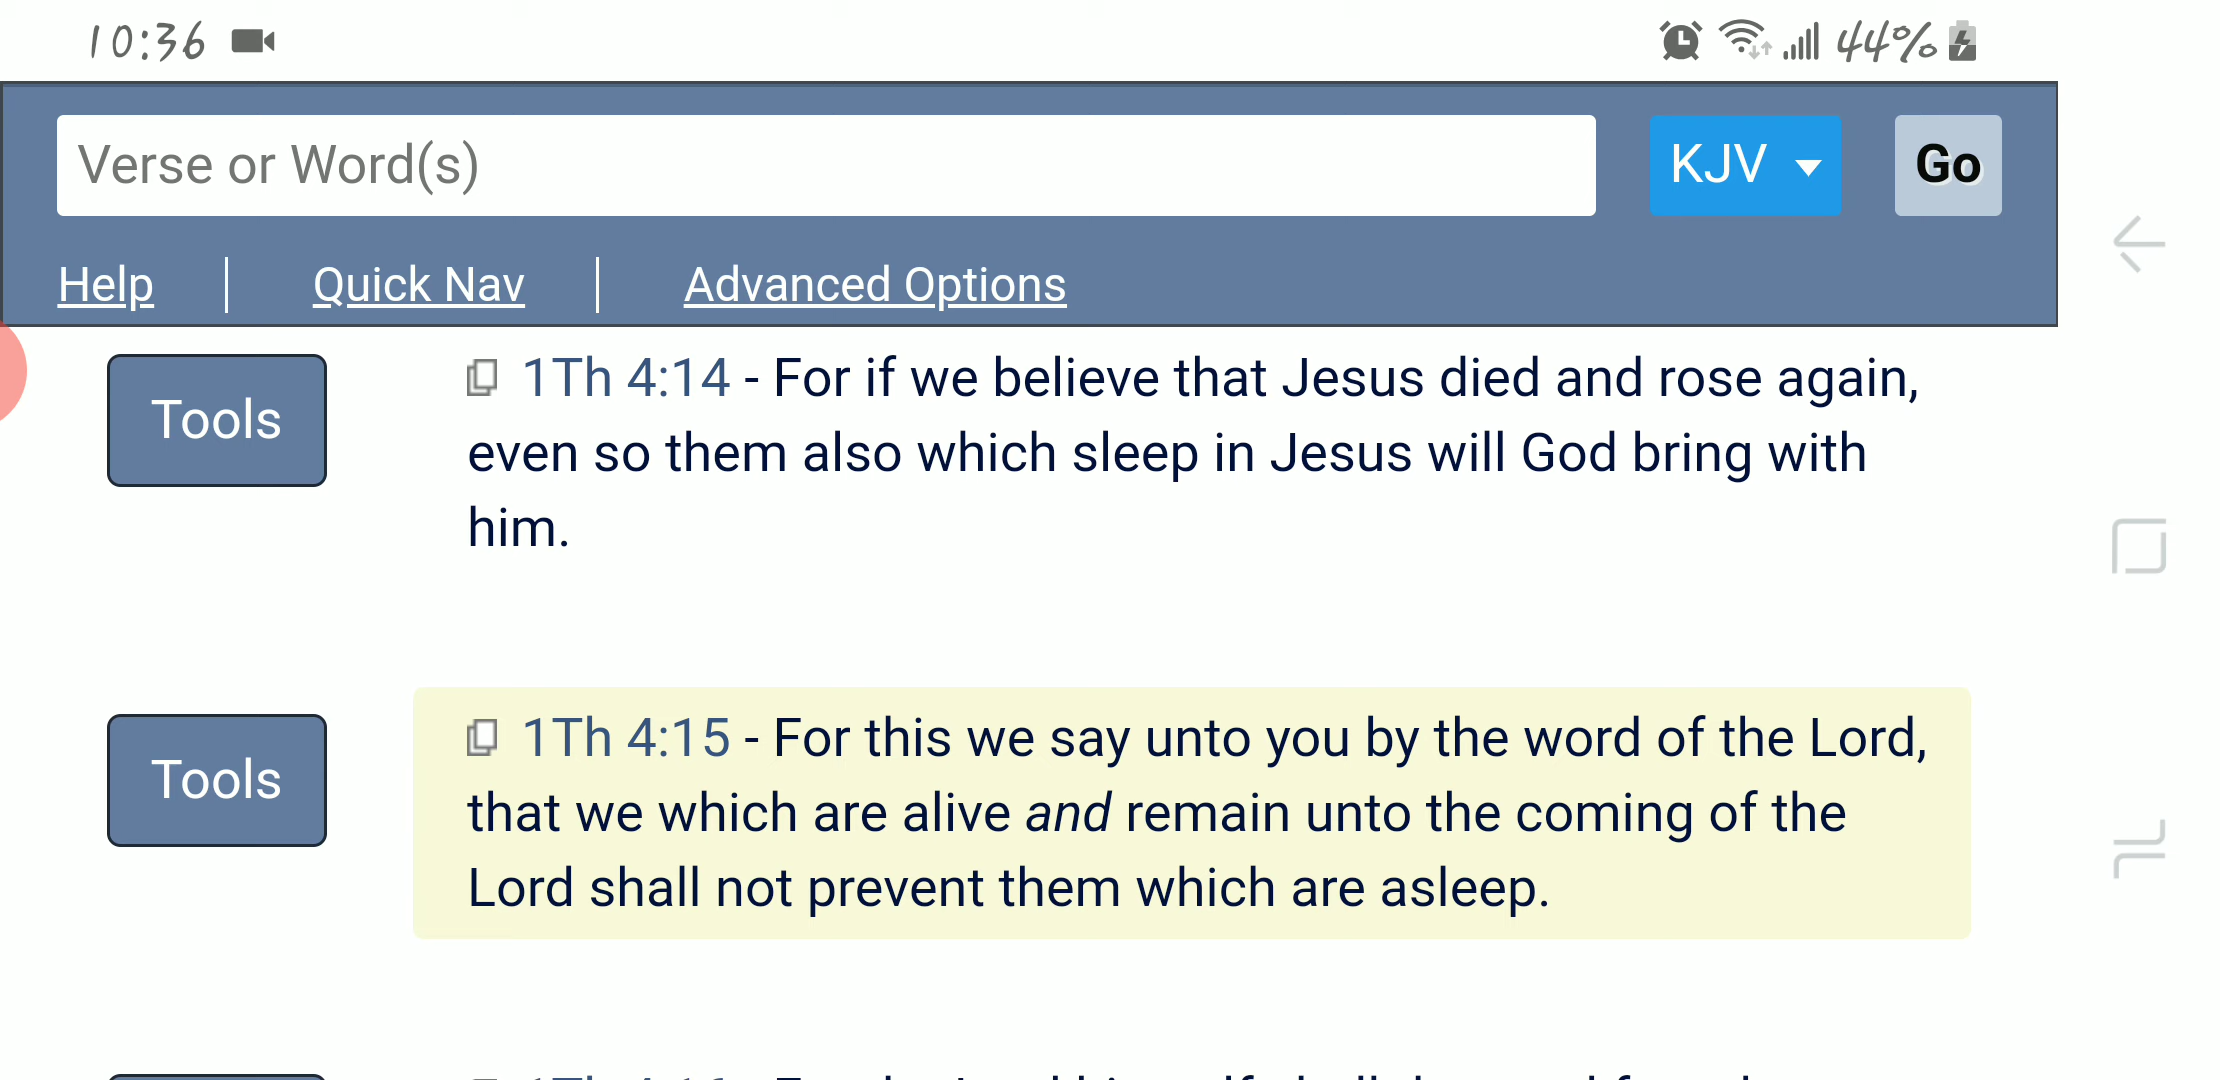 10:36 44%
Verse or Word(s) KJV Go
Help | Quick Nav | Advanced Options
Tools
1Th 4:14 - For if we believe that Jesus died and rose again,
even so them also which sleep in Jesus will God bring with
him.
Tools
1Th 4:15 - For this we say unto you by the word of the Lord,
that we which are alive and remain unto the coming of the
Lord shall not prevent them which are asleep.